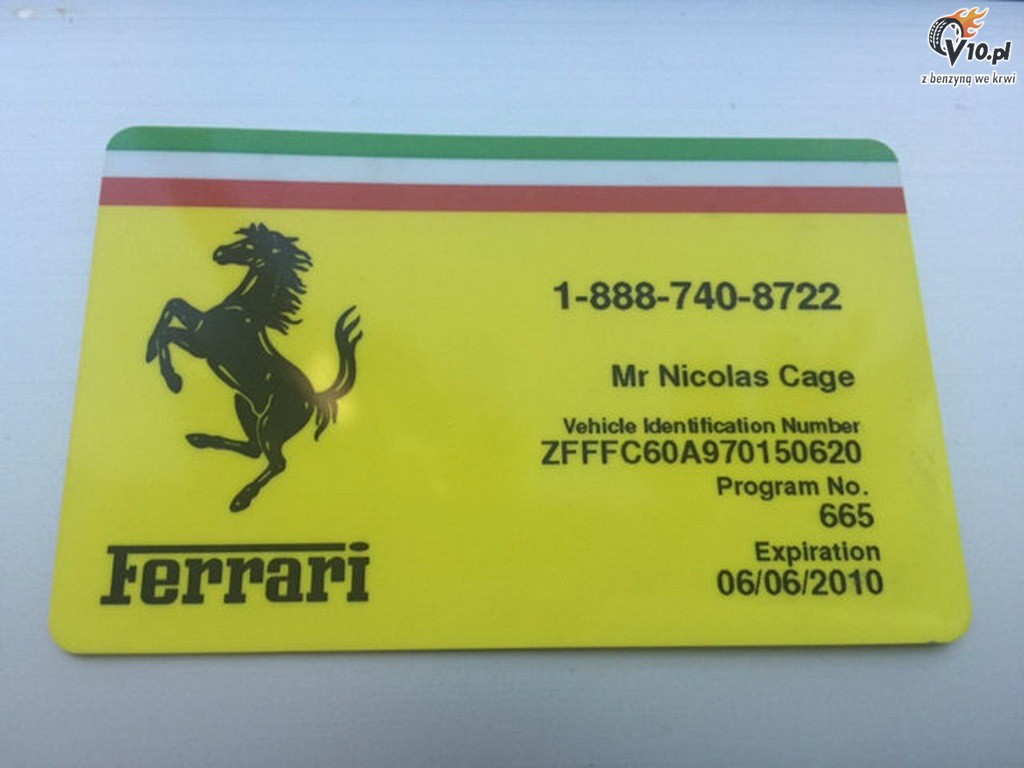 V10.pl
z benzyną we krwi
1-888-740-8722
Mr Nicolas Cage
Vehicle Identification Number
ZFFFC60A970150620
Program No.
665
Expiration
06/06/2010
Ferrari